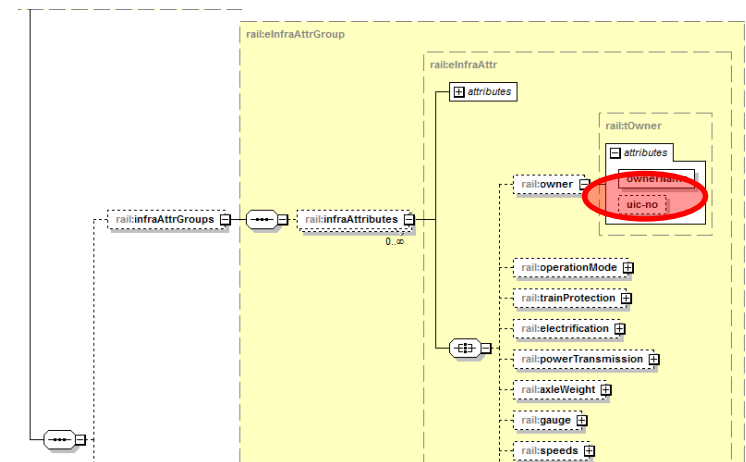 rail:eInfraAttrGroup
rail:eInfraAttr
attributes
rail:tOwner
attributes
rail:owner
uic-no
rail:infraAttrGroups
rail:infraAttributes
0..∞
rail:operationMode
rail:trainProtection
rail:electrification
rail:powerTransmission
rail:axleWeight
rail:gauge
rail:speeds